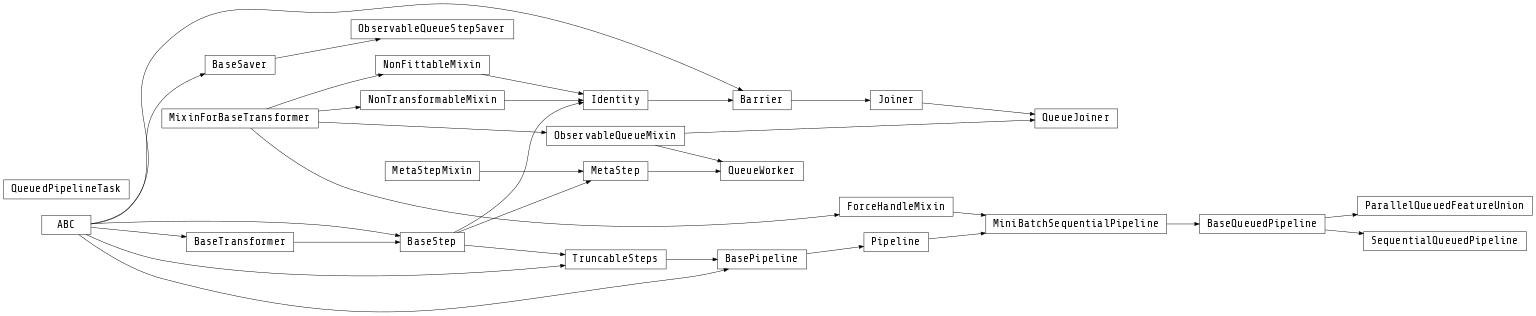 ObservableQueueStepSaver
BaseSaver
NonFittableMixin
NonTransformableMixin
Identity
Barrier
Joiner
MixinForBaseTransformer
QueueJoiner
ObservableQueueMixin
MetaStepMixin
MetaStep
QueueWorker
QueuedPipelineTask
ForceHandleMixin
ParallelQueuedFeatureUnion
ABC
MiniBatchSequentialPipeline
BaseQueuedPipeline
BaseTransformer
BaseStep
Pipeline
SequentialQueuedPipeline
TruncableSteps
BasePipeline